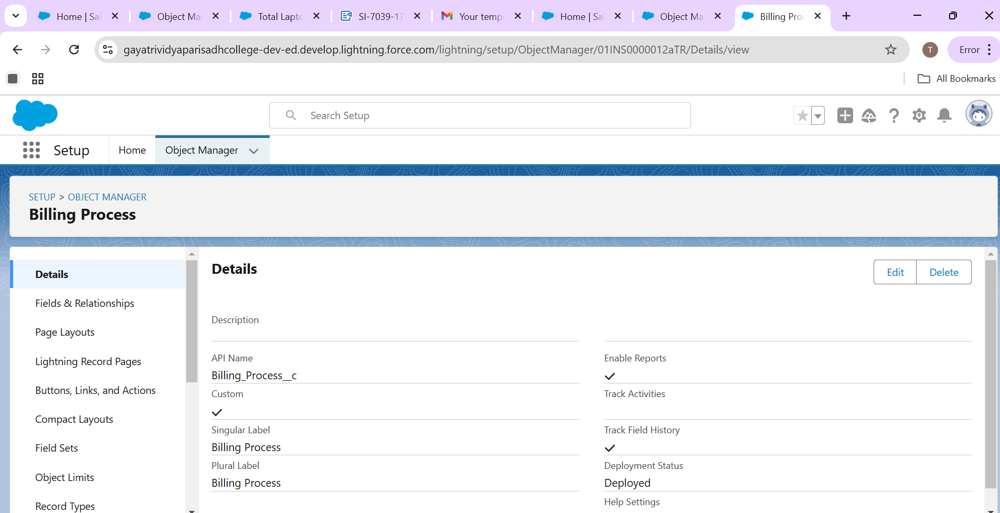 Home | Sal
Object Ma
Total Lapto
SI-7039-17
Your temp
Home | Sal
Object Ma
Billing Pro
gayatrividyaparisadhcollege-dev-ed.develop.lightning.force.com/lightning/setup/ObjectManager/01INS0000012aTR/Details/view
T
Error
All Bookmarks
Search Setup
Setup
Home
Object Manager
SETUP > OBJECT MANAGER
Billing Process
Details
Fields & Relationships
Page Layouts
Lightning Record Pages
Buttons, Links, and Actions
Compact Layouts
Field Sets
Object Limits
Record Types
Details
Edit
Delete
Description
API Name
Billing_Process__c
Custom
Singular Label
Billing Process
Plural Label
Billing Process
Enable Reports
Track Activities
Track Field History
Deployment Status
Deployed
Help Settings